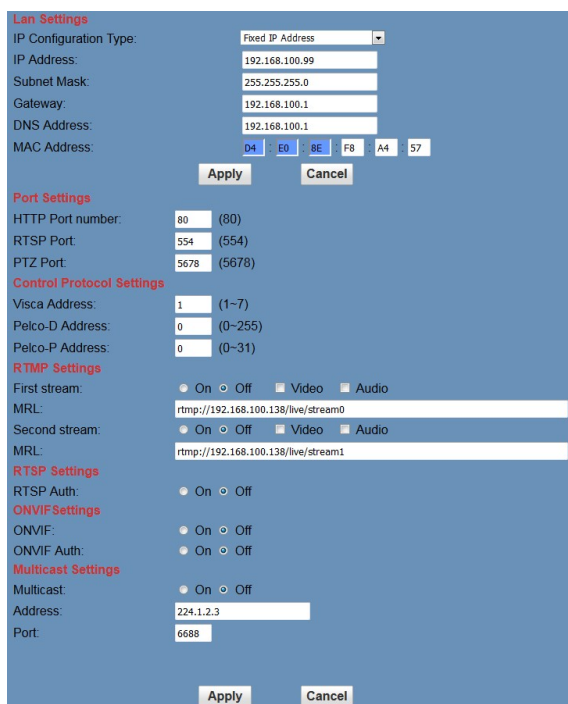 Lan Settings
IP Configuration Type: Fixed IP Address
IP Address: 192.168.100.99
Subnet Mask: 255.255.255.0
Gateway: 192.168.100.1
DNS Address: 192.168.100.1
MAC Address: D4 : E0 : 8E : F8 : A4 : 57
Apply Cancel
Port Settings
HTTP Port number: 80 (80)
RTSP Port: 554 (554)
PTZ Port: 5678 (5678)
Control Protocol Settings
Visca Address: 1 (1~7)
Pelco-D Address: 0 (0~255)
Pelco-P Address: 0 (0~31)
RTMP Settings
First stream: On Off Video Audio
MRL: rtmp://192.168.100.138/live/stream0
Second stream: On Off Video Audio
MRL: rtmp://192.168.100.138/live/stream1
RTSP Settings
RTSP Auth: On Off
ONVIFSettings
ONVIF: On Off
ONVIF Auth: On Off
Multicast Settings
Multicast: On Off
Address: 224.1.2.3
Port: 6688
Apply Cancel